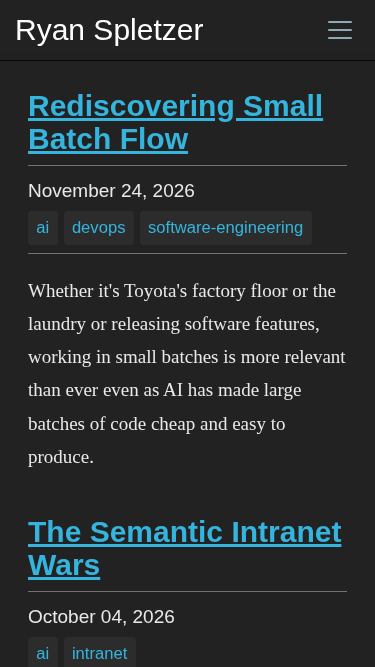 Ryan Spletzer
Rediscovering Small
Batch Flow
November 24, 2026
ai devops software-engineering
Whether it's Toyota's factory floor or the
laundry or releasing software features,
working in small batches is more relevant
than ever even as AI has made large
batches of code cheap and easy to
produce.
The Semantic Intranet
Wars
October 04, 2026
ai intranet